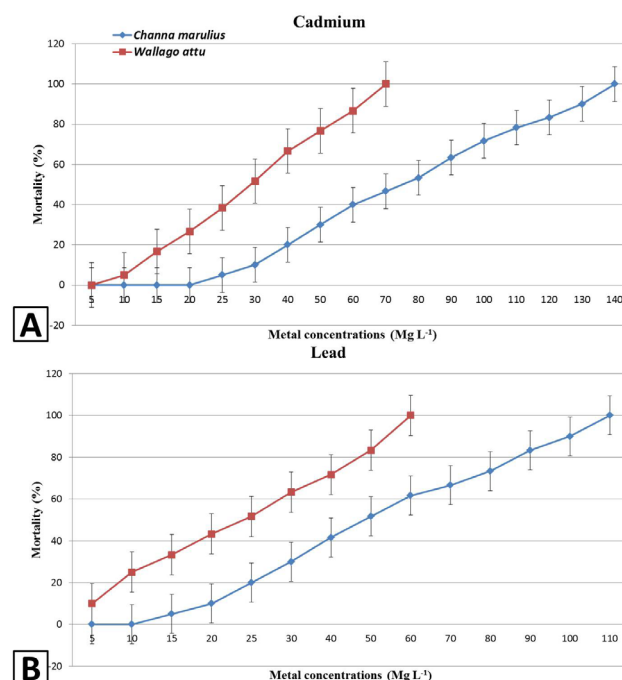 Cadmium
Channa marulius
Wallago attu
120
100
80
60
40
20
0
-20
Mortality (%)
5 10 15 20 25 30 40 50 60 70 80 90 100 110 120 130 140
Metal concentrations (Mg L-1)
A
Lead
120
100
80
60
40
20
0
-20
Mortality (%)
5 10 15 20 25 30 40 50 60 70 80 90 100 110
Metal concentrations (Mg L-1)
B